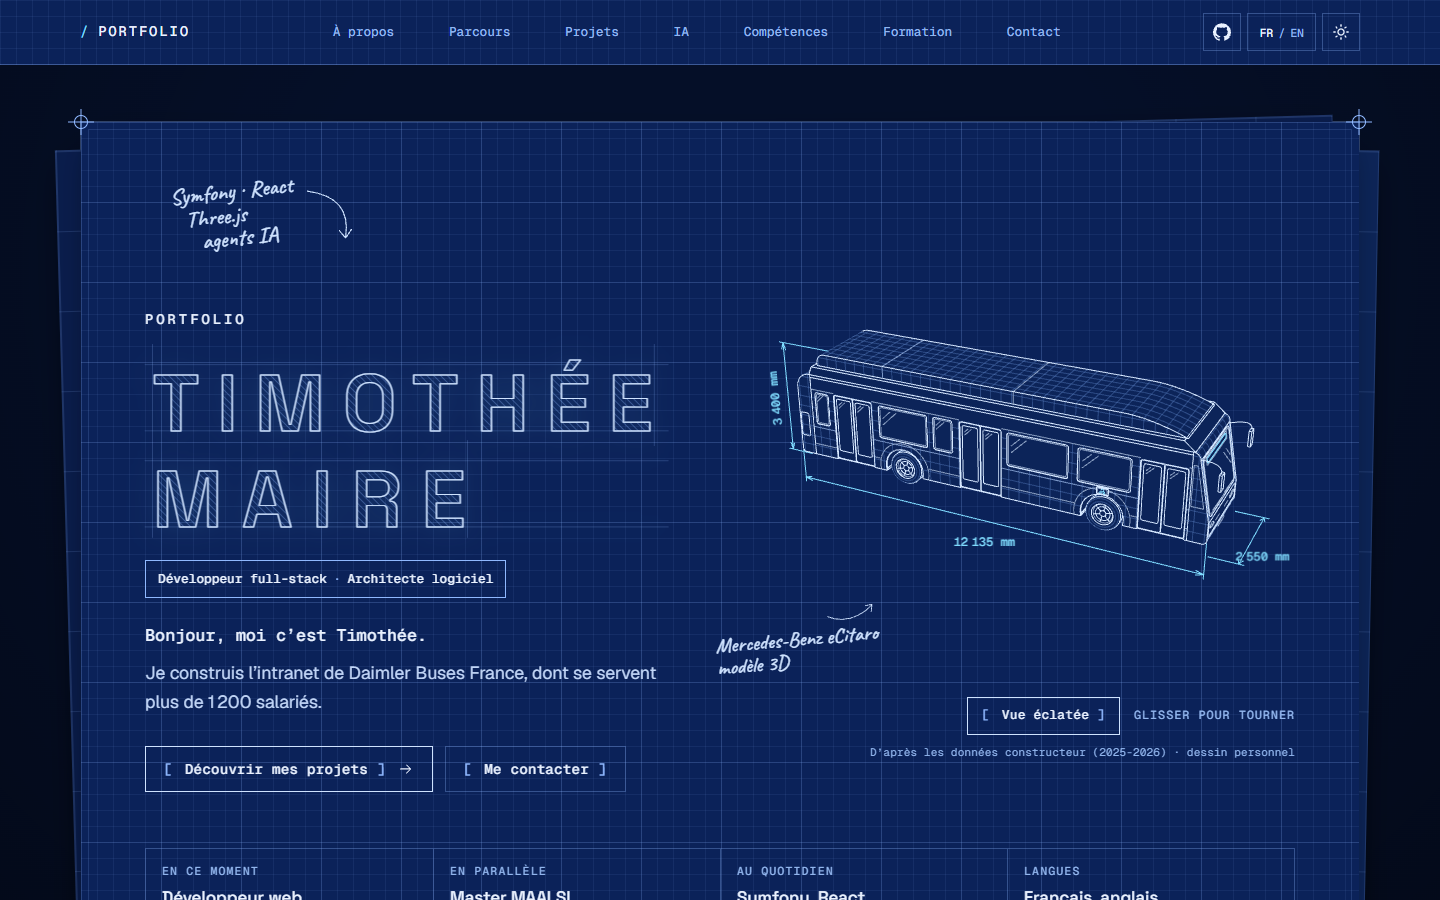 / PORTFOLIO
À propos
Parcours
Projets
IA
Compétences
Formation
Contact
FR / EN
Symfony · React
Three.js
agents IA
PORTFOLIO
TIMOTHÉE
MAIRE
Développeur full-stack · Architecte logiciel
Bonjour, moi c’est Timothée.
Je construis l’intranet de Daimler Buses France, dont se servent
plus de 1 200 salariés.
[ Découvrir mes projets ] →
[ Me contacter ]
3 400 mm
12 135 mm
2 550 mm
Mercedes-Benz eCitaro
modèle 3D
[ Vue éclatée ]
GLISSER POUR TOURNER
D'après les données constructeur (2025-2026) · dessin personnel
EN CE MOMENT
Développeur web
EN PARALLÈLE
Master MAALSI
AU QUOTIDIEN
Symfony, React
LANGUES
Français, anglais